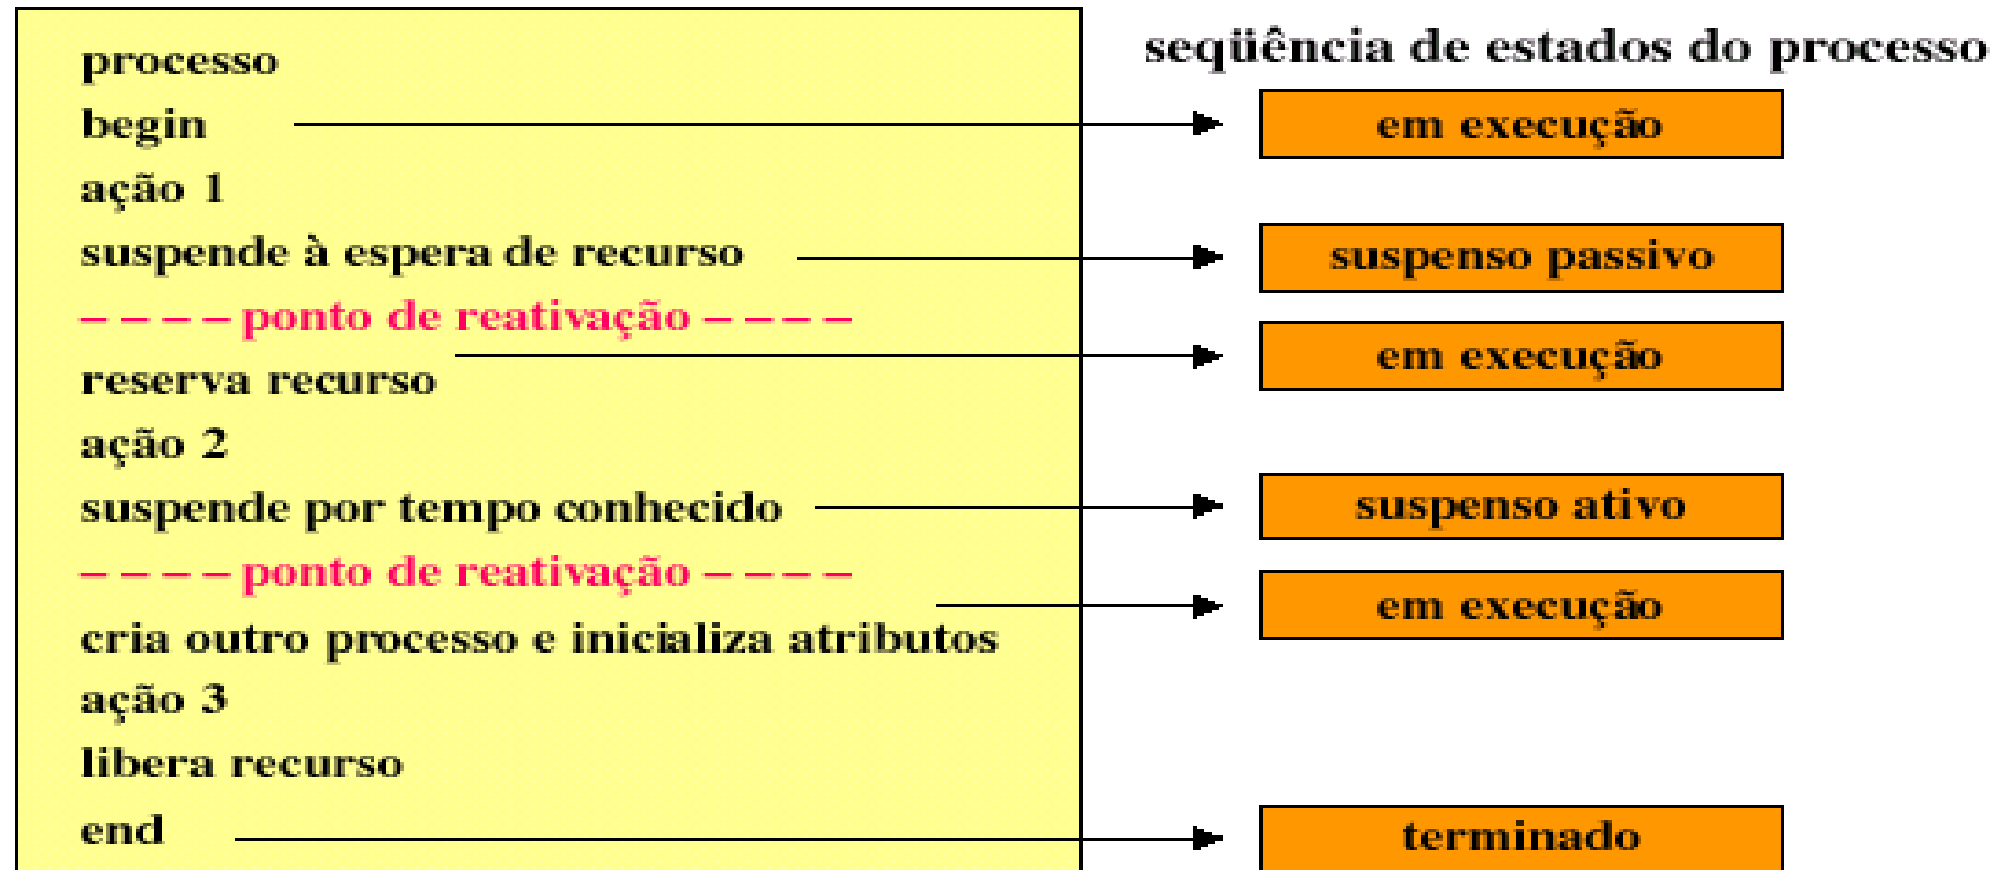 processo
begin
ação 1
suspende à espera de recurso
– – – – ponto de reativação – – – –
reserva recurso
ação 2
suspende por tempo conhecido
– – – – ponto de reativação – – – –
cria outro processo e inicializa atributos
ação 3
libera recurso
end
seqüência de estados do processo
em execução
suspenso passivo
em execução
suspenso ativo
em execução
terminado